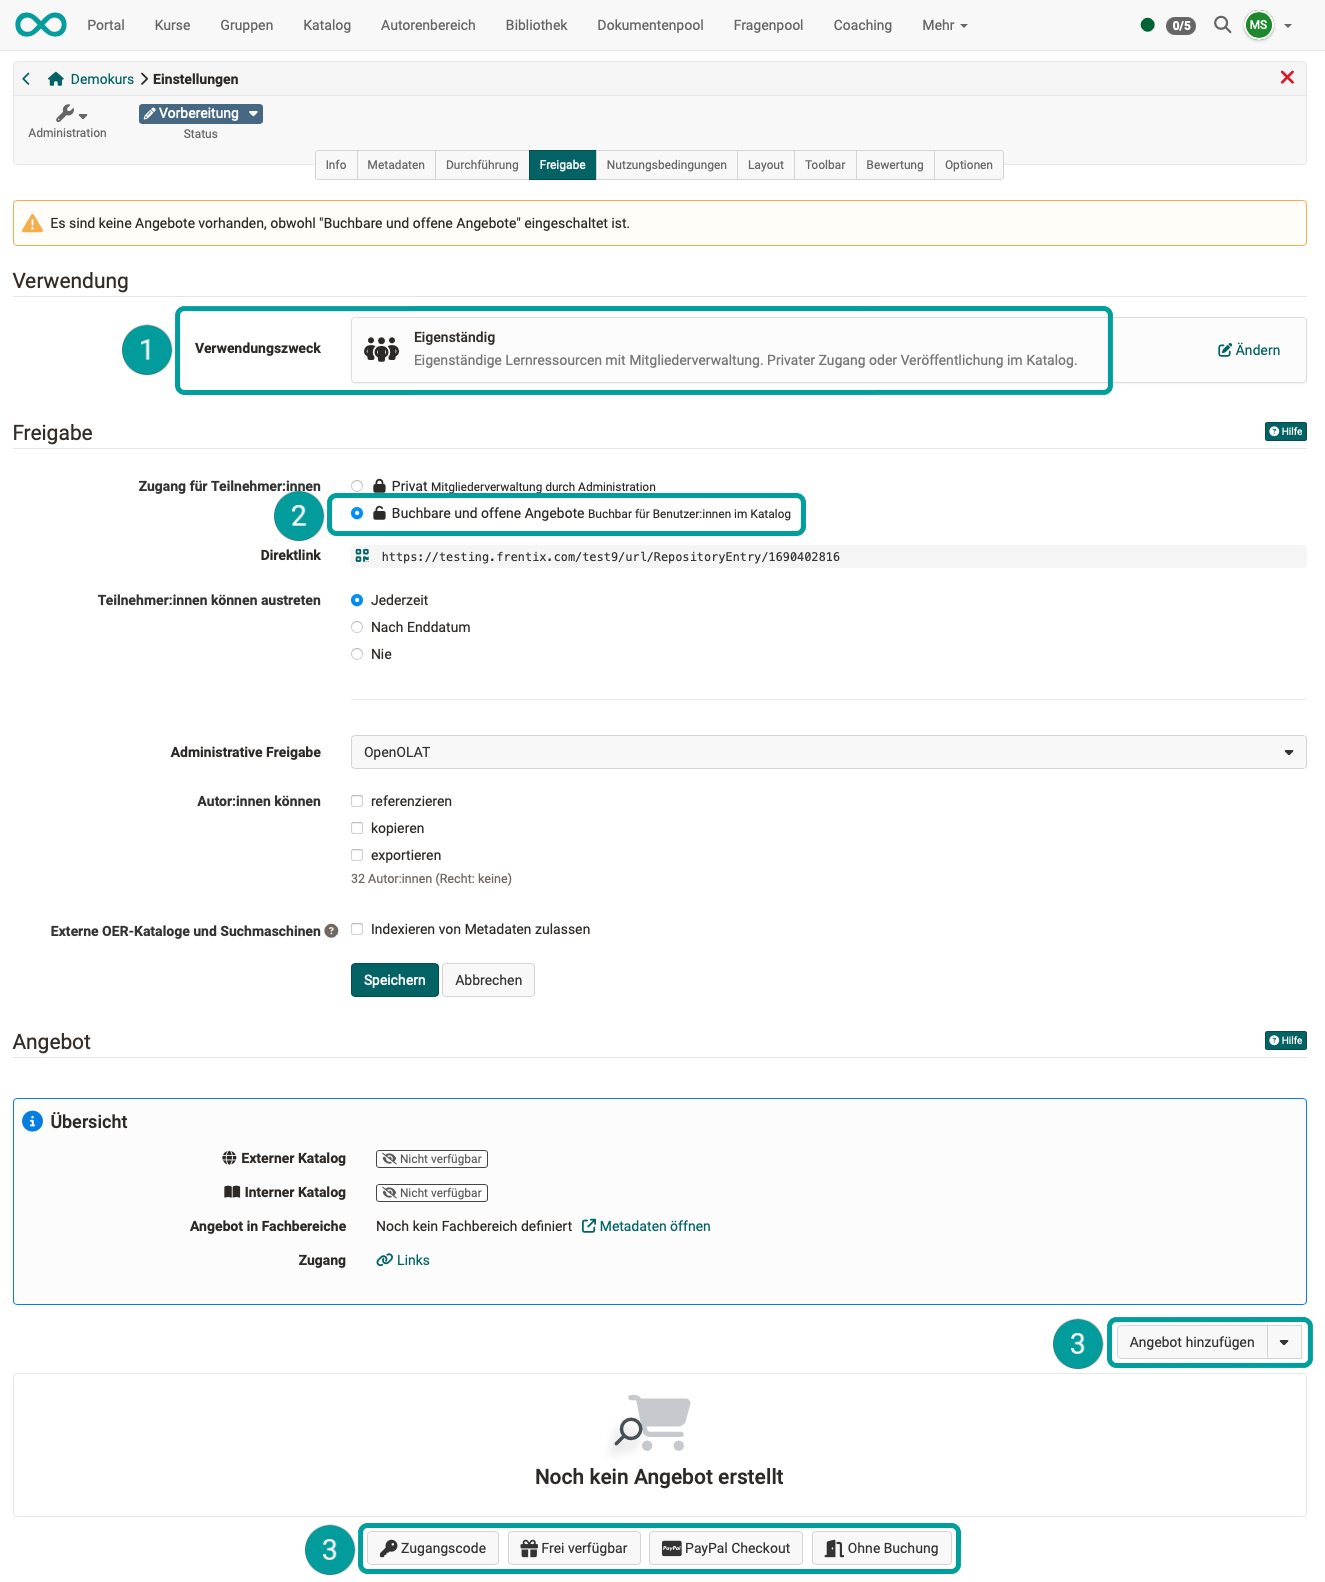 Portal Kurse Gruppen Katalog Autorenbereich Bibliothek Dokumentenpool Fragenpool Coaching Mehr 0/5 MS
Demokurs Einstellungen
Vorbereitung
Administration Status
Info Metadaten Durchführung Freigabe Nutzungsbedingungen Layout Toolbar Bewertung Optionen
Es sind keine Angebote vorhanden, obwohl "Buchbare und offene Angebote" eingeschaltet ist.
Verwendung
1 Verwendungszweck
Eigenständig
Eigenständige Lernressourcen mit Mitgliederverwaltung. Privater Zugang oder Veröffentlichung im Katalog.
Ändern
Freigabe Hilfe
Zugang für Teilnehmer:innen Privat Mitgliederverwaltung durch Administration
2 Buchbare und offene Angebote Buchbar für Benutzer:innen im Katalog
Direktlink https://testing.frentix.com/test9/url/RepositoryEntry/1690402816
Teilnehmer:innen können austreten Jederzeit
Nach Enddatum
Nie
Administrative Freigabe OpenOLAT
Autor:innen können referenzieren
kopieren
exportieren
32 Autor:innen (Recht: keine)
Externe OER-Kataloge und Suchmaschinen ? Indexieren von Metadaten zulassen
Speichern Abbrechen
Angebot Hilfe
Übersicht
Externer Katalog Nicht verfügbar
Interner Katalog Nicht verfügbar
Angebot in Fachbereiche Noch kein Fachbereich definiert Metadaten öffnen
Zugang Links
3 Angebot hinzufügen
Noch kein Angebot erstellt
3 Zugangscode Frei verfügbar PayPal PayPal Checkout Ohne Buchung